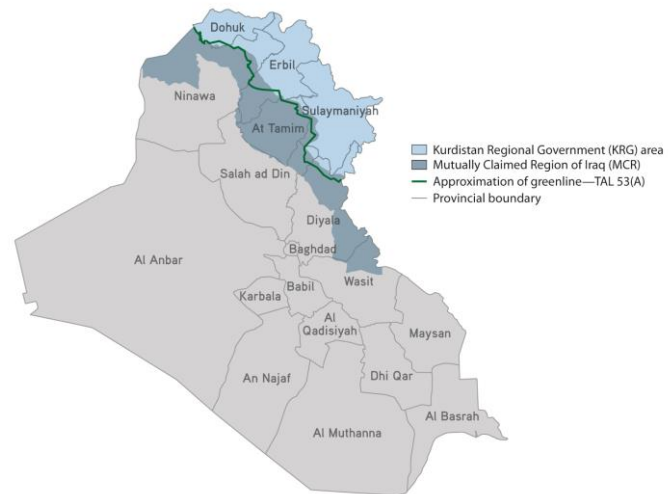 Dohuk
Erbil
Ninawa
Sulaymaniyah
At Tamim
Salah ad Din
Diyala
Baghdad
Al Anbar
Wasit
Babil
Karbala
Al
Qadisiyah
Maysan
An Najaf
Dhi Qar
Al Basrah
Al Muthanna
Kurdistan Regional Government (KRG) area
Mutually Claimed Region of Iraq (MCR)
Approximation of greenline—TAL 53(A)
Provincial boundary